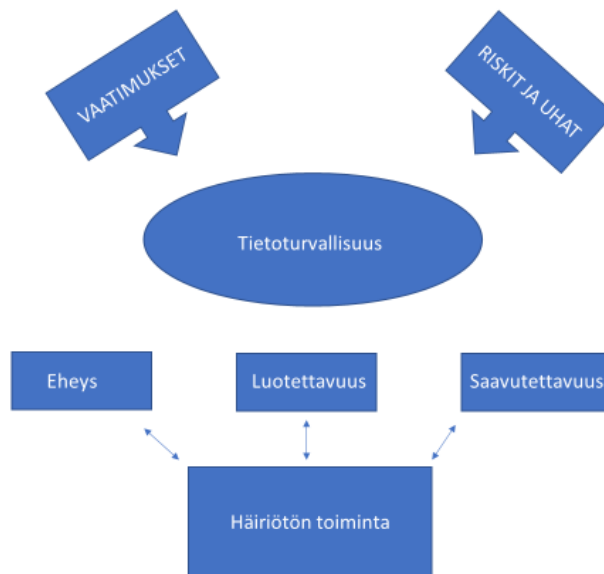 VAATIMUKSET
RISKIT JA UHAT
Tietoturvallisuus
Eheys
Luotettavuus
Saavutettavuus
Häiriötön toiminta